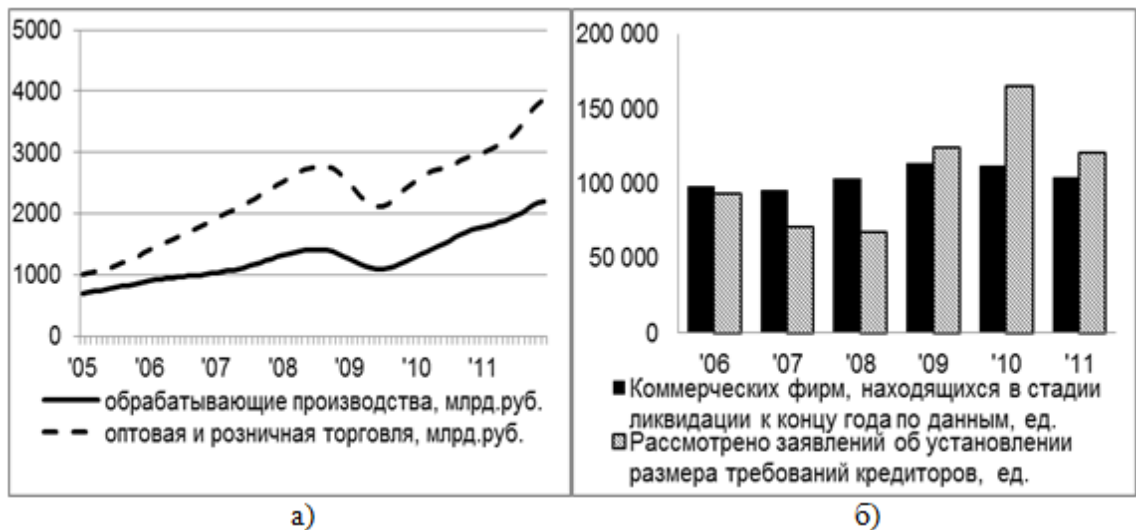 5000
4000
3000
2000
1000
0
'05 '06 '07 '08 '09 '10 '11
обрабатывающие производства, млрд.руб.
оптовая и розничная торговля, млрд.руб.
а)
200 000
150 000
100 000
50 000
0
'06 '07 '08 '09 '10 '11
Коммерческих фирм, находящихся в стадии
ликвидации к концу года по данным, ед.
Рассмотрено заявлений об установлении
размера требований кредиторов, ед.
б)